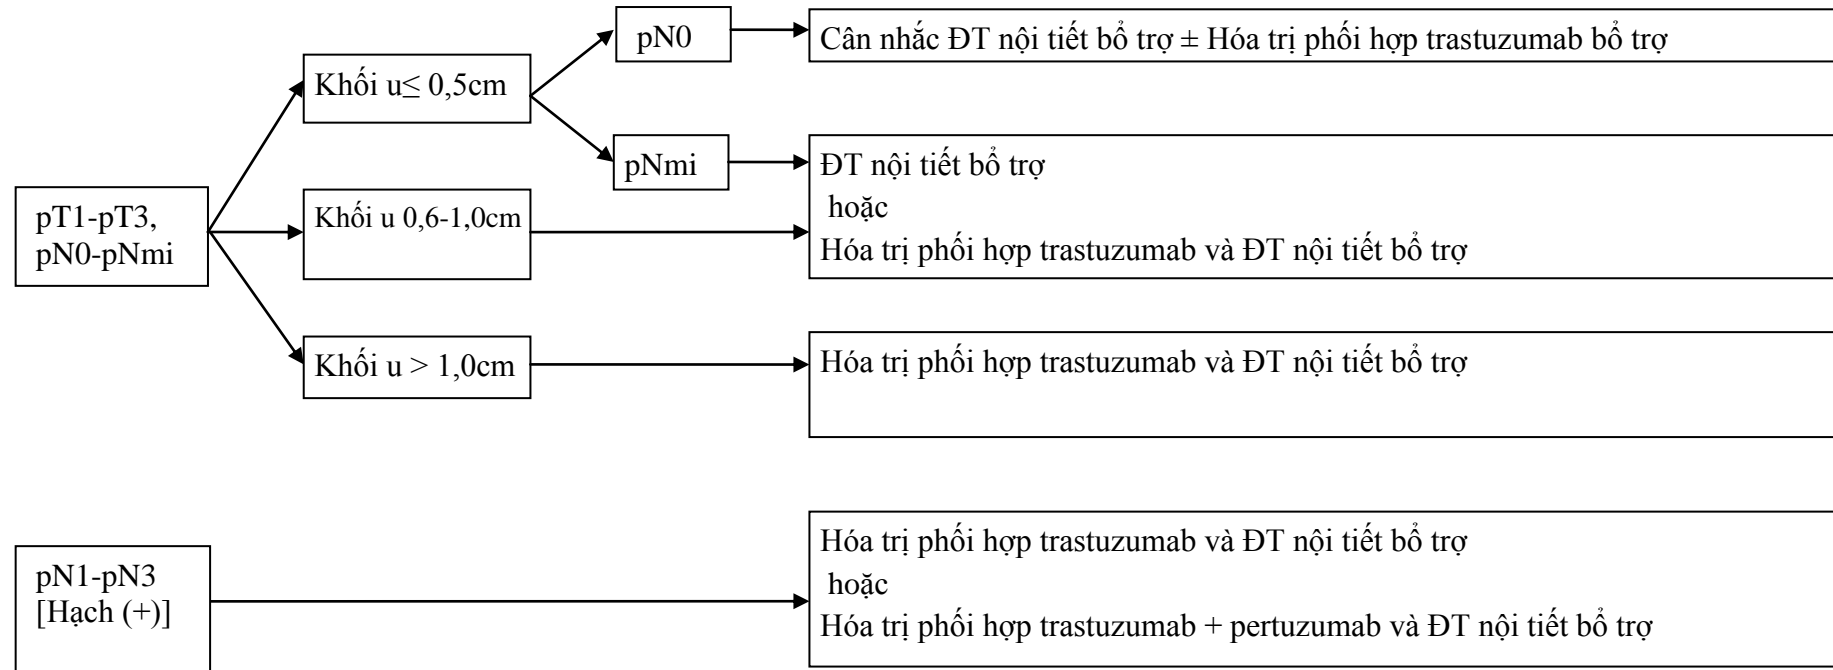 pN0
Cân nhắc ĐT nội tiết bổ trợ ± Hóa trị phối hợp trastuzumab bổ trợ
Khối u≤ 0,5cm
pNmi
ĐT nội tiết bổ trợ
hoặc
Hóa trị phối hợp trastuzumab và ĐT nội tiết bổ trợ
pT1-pT3,
pN0-pNmi
Khối u 0,6-1,0cm
Khối u > 1,0cm
Hóa trị phối hợp trastuzumab và ĐT nội tiết bổ trợ
pN1-pN3
[Hạch (+)]
Hóa trị phối hợp trastuzumab và ĐT nội tiết bổ trợ
hoặc
Hóa trị phối hợp trastuzumab + pertuzumab và ĐT nội tiết bổ trợ